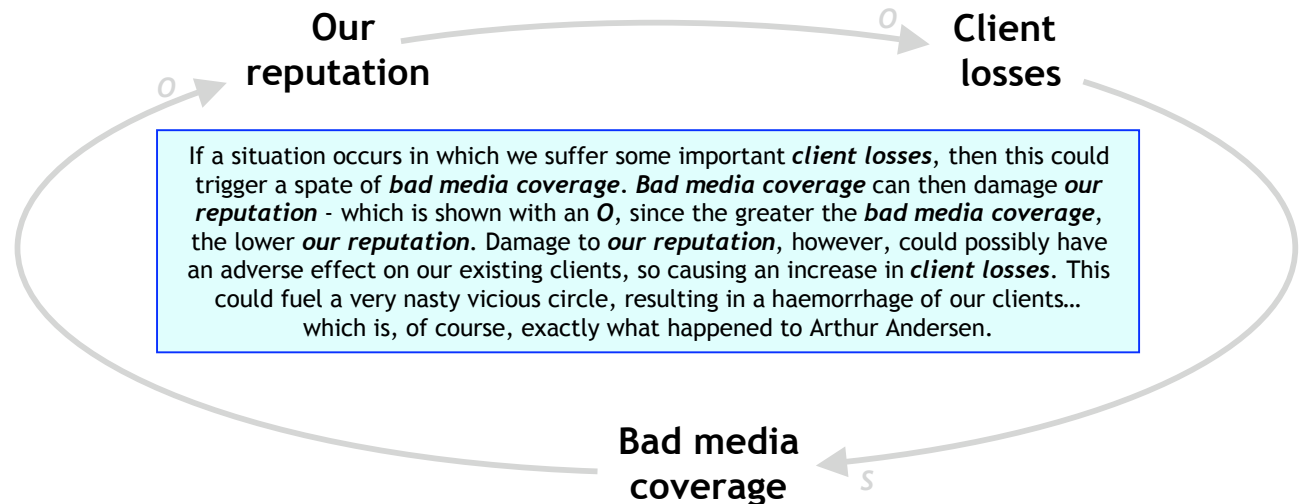 Our
reputation
O
Client
losses
O
If a situation occurs in which we suffer some important client losses, then this could
trigger a spate of bad media coverage. Bad media coverage can then damage our
reputation - which is shown with an O, since the greater the bad media coverage,
the lower our reputation. Damage to our reputation, however, could possibly have
an adverse effect on our existing clients, so causing an increase in client losses. This
could fuel a very nasty vicious circle, resulting in a haemorrhage of our clients…
which is, of course, exactly what happened to Arthur Andersen.
Bad media
coverage
S